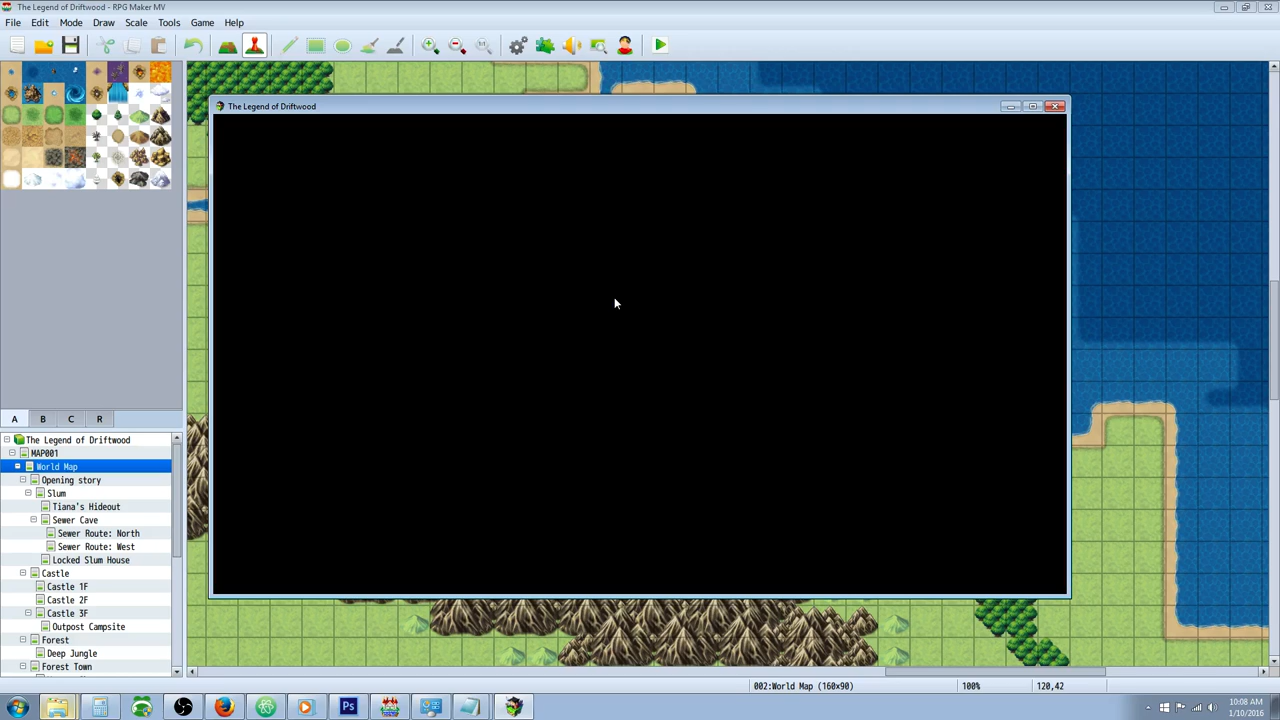 The Legend of Driftwood - RPG Maker MV
File Edit Mode Draw Scale Tools Game Help
The Legend of Driftwood
A B C R
The Legend of Driftwood
MAP001
World Map
Opening story
Slum
Tiana's Hideout
Sewer Cave
Sewer Route: North
Sewer Route: West
Locked Slum House
Castle
Castle 1F
Castle 2F
Castle 3F
Outpost Campsite
Forest
Deep Jungle
Forest Town
002:World Map (160x90) 100% 120,42
Ps
10:08 AM
1/10/2016